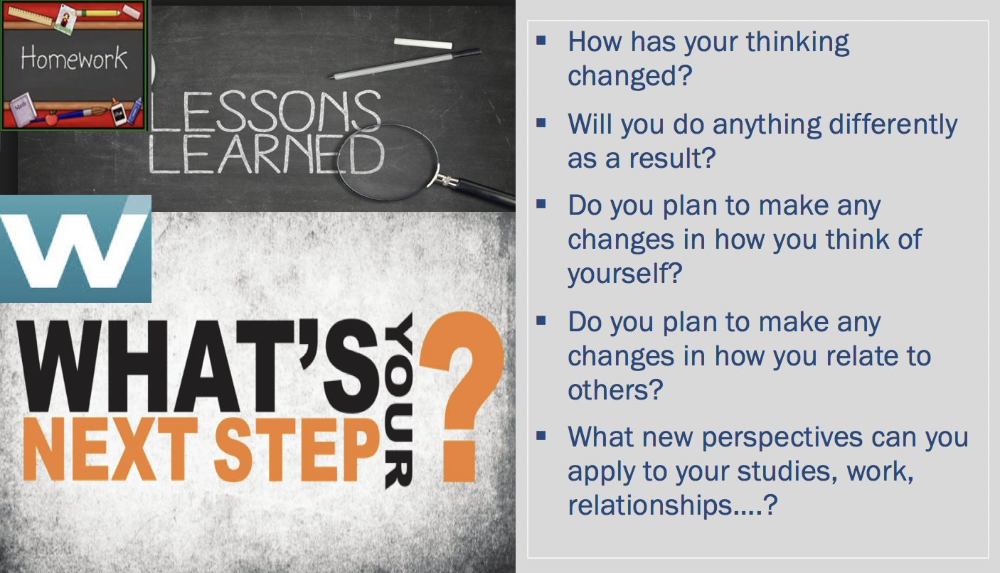 Homework
LESSONS
LEARNED
Math
W
WHAT'S
YOUR
NEXT STEP
?
▪ How has your thinking
changed?
▪ Will you do anything differently
as a result?
▪ Do you plan to make any
changes in how you think of
yourself?
▪ Do you plan to make any
changes in how you relate to
others?
▪ What new perspectives can you
apply to your studies, work,
relationships....?